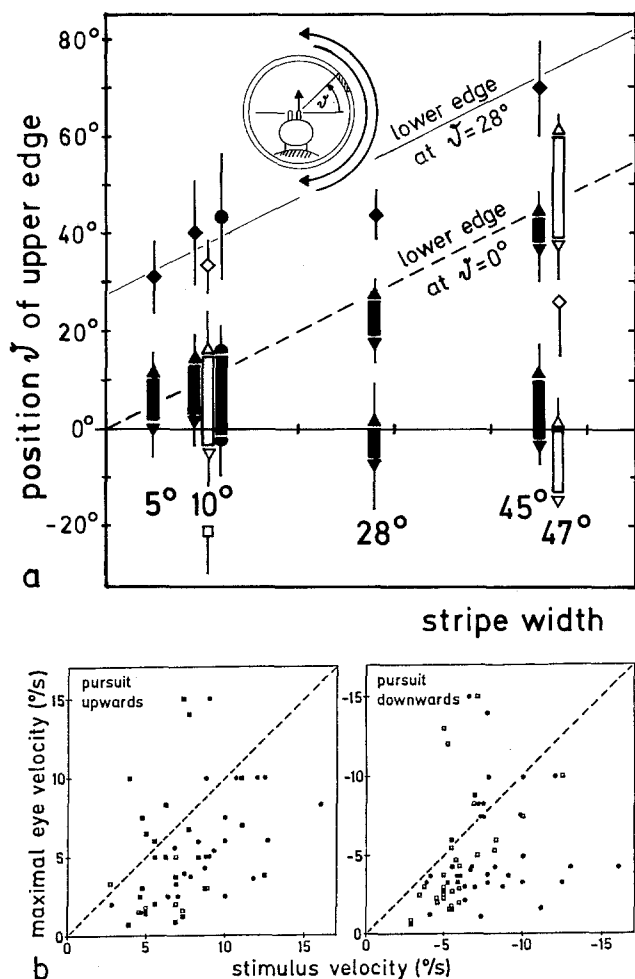 80°
60°
40°
20°
0°
-20°
position ϑ of upper edge
ϑ
lower edge
at ϑ=28°
lower edge
at ϑ=0°
5°
10°
28°
45°
47°
a
stripe width
pursuit
upwards
15
10
5
0
0
5
10
15
maximal eye velocity (°/s)
pursuit
downwards
-15
-10
-5
0
0
-5
-10
-15
b
stimulus velocity (°/s)